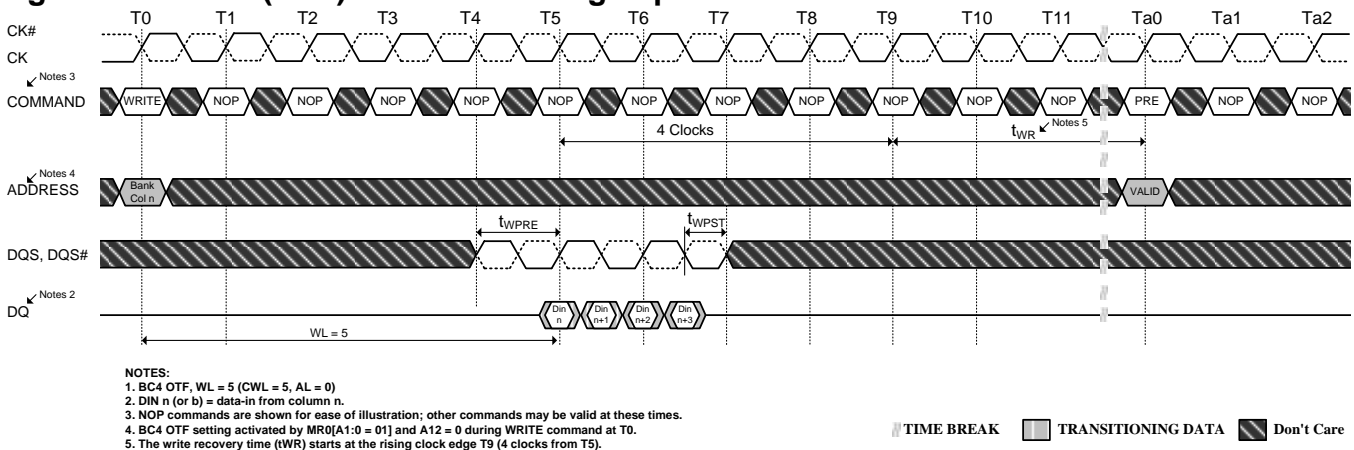 T0 T1 T2 T3 T4 T5 T6 T7 T8 T9 T10 T11 Ta0 Ta1 Ta2
CK#
CK
Notes 3
COMMAND WRITE NOP NOP NOP NOP NOP NOP NOP NOP NOP NOP NOP PRE NOP NOP
4 Clocks tWR Notes 5
Notes 4
ADDRESS Bank Col n VALID
tWPRE tWPST
DQS, DQS#
Notes 2
DQ Din n Din n+1 Din n+2 Din n+3
WL = 5
NOTES:
1. BC4 OTF, WL = 5 (CWL = 5, AL = 0)
2. DIN n (or b) = data-in from column n.
3. NOP commands are shown for ease of illustration; other commands may be valid at these times.
4. BC4 OTF setting activated by MR0[A1:0 = 01] and A12 = 0 during WRITE command at T0.
5. The write recovery time (tWR) starts at the rising clock edge T9 (4 clocks from T5).
TIME BREAK TRANSITIONING DATA Don't Care